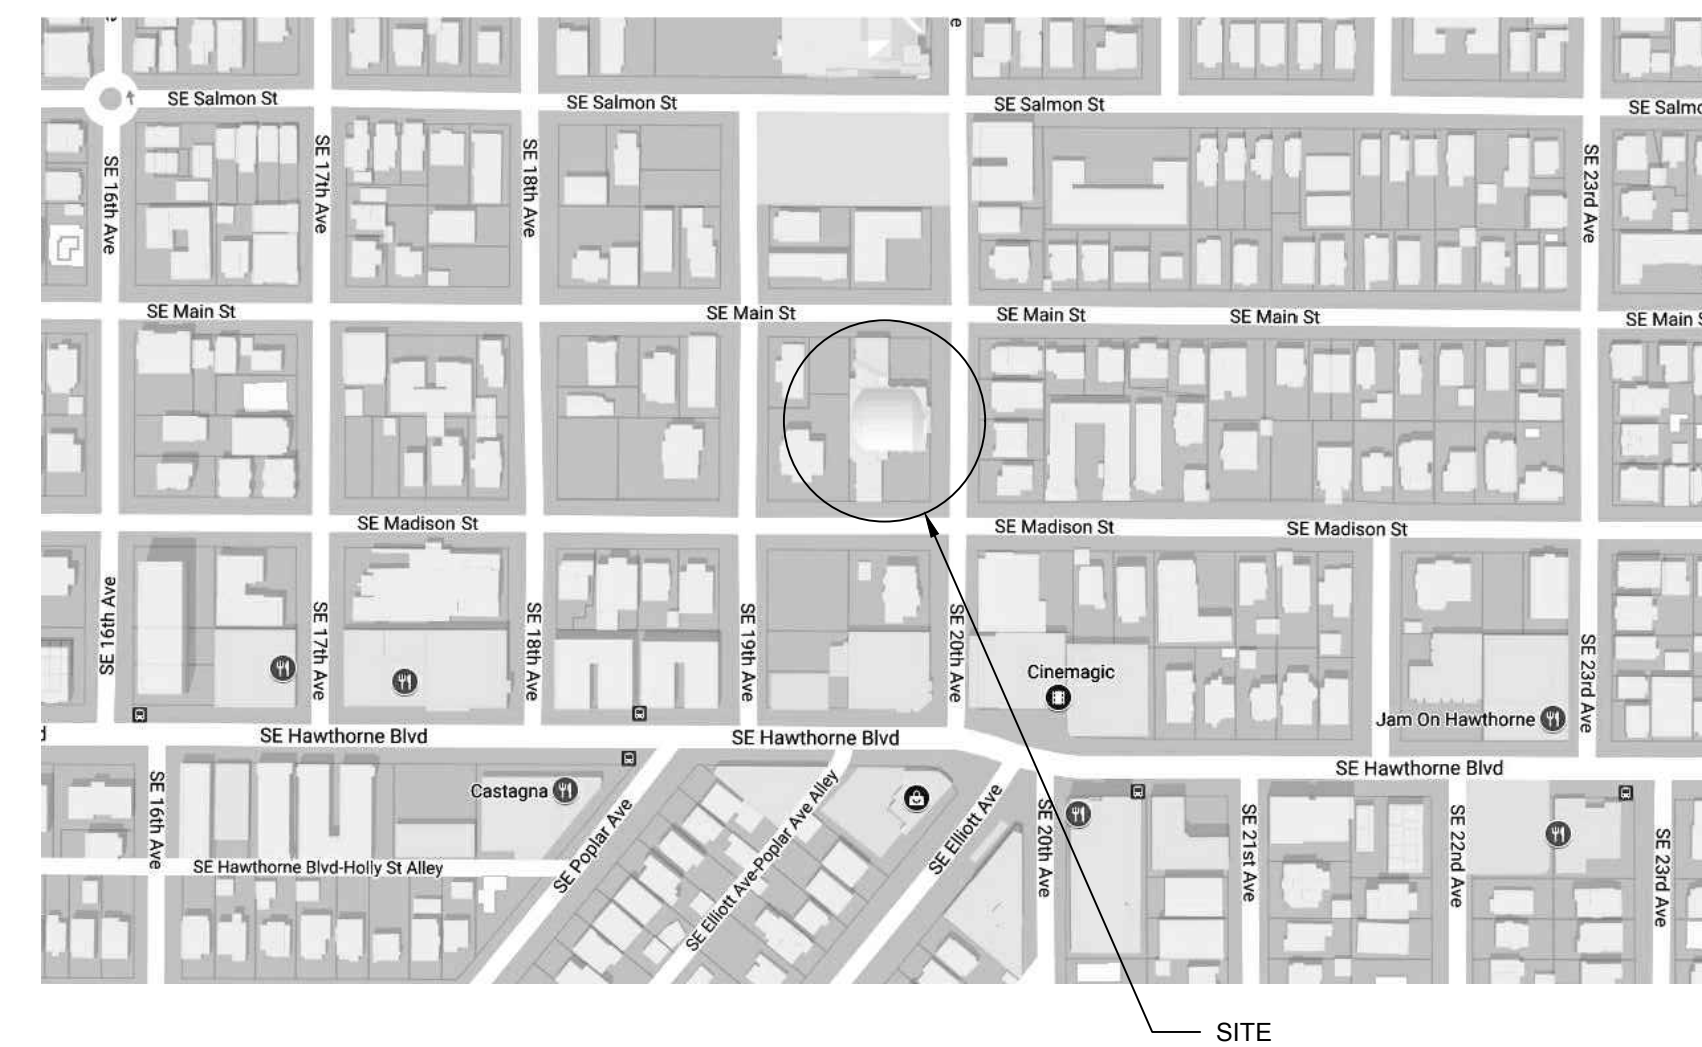 SE Salmon St
SE Salmon St
SE Salmon St
SE Salmo
SE 16th Ave
SE 17th Ave
SE 18th Ave
SE 23rd Ave
SE Main St
SE Main St
SE Main St
SE Main St
SE Main S
SE Madison St
SE Madison St
SE Madison St
SE 16th Ave
SE 17th Ave
SE 18th Ave
SE 19th Ave
SE 20th Ave
SE 23rd Ave
Cinemagic
Jam On Hawthorne
SE Hawthorne Blvd
SE Hawthorne Blvd
SE Hawthorne Blvd
Castagna
SE 16th Ave
SE Poplar Ave
SE Elliott Ave-Poplar Ave Alley
SE Elliott Ave
SE 20th Ave
SE 21st Ave
SE 22nd Ave
SE 23rd Ave
SE Hawthorne Blvd-Holly St Alley
SITE